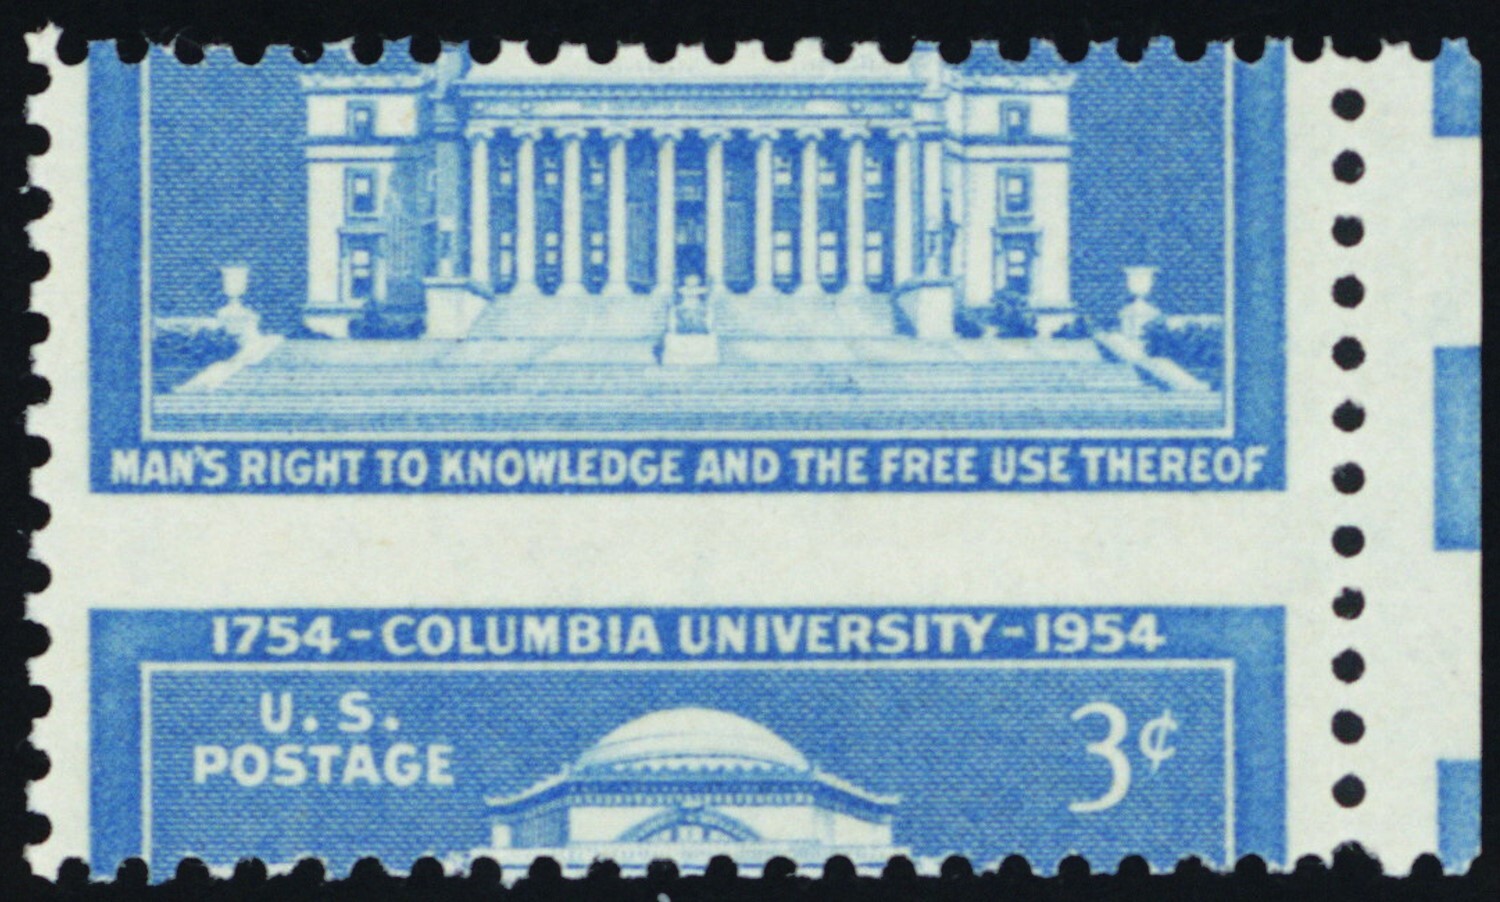 MAN'S RIGHT TO KNOWLEDGE AND THE FREE USE THEREOF
1754-COLUMBIA UNIVERSITY-1954
U. S.
POSTAGE
3¢